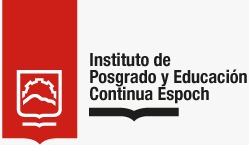 Instituto de
Posgrado y Educación
Continua Espoch